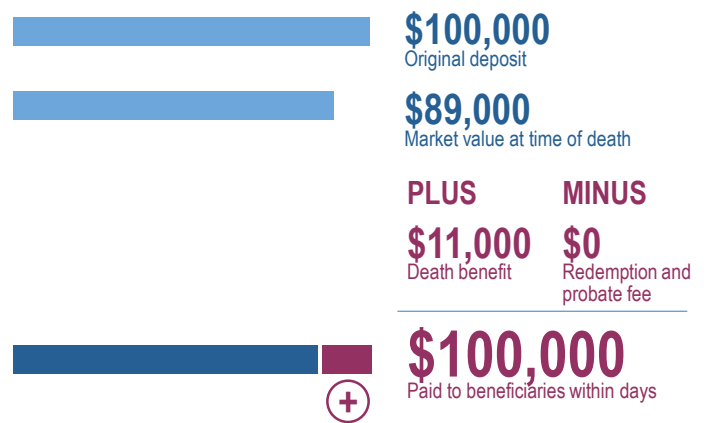 $100,000
Original deposit
$89,000
Market value at time of death
PLUS
MINUS
$11,000
$0
Death benefit
Redemption and
probate fee
$100,000
Paid to beneficiaries within days
+